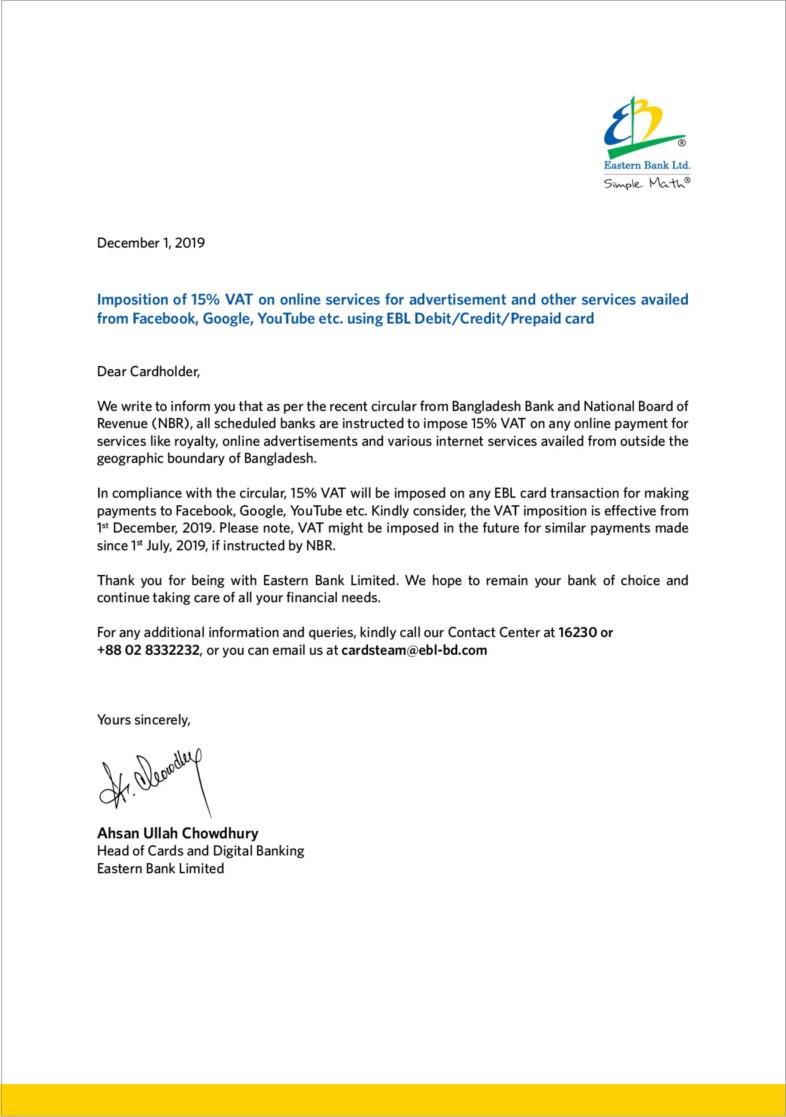 EB®
Eastern Bank Ltd.
Simple Math®
December 1, 2019
Imposition of 15% VAT on online services for advertisement and other services availed
from Facebook, Google, YouTube etc. using EBL Debit/Credit/Prepaid card
Dear Cardholder,
We write to inform you that as per the recent circular from Bangladesh Bank and National Board of
Revenue (NBR), all scheduled banks are instructed to impose 15% VAT on any online payment for
services like royalty, online advertisements and various internet services availed from outside the
geographic boundary of Bangladesh.
In compliance with the circular, 15% VAT will be imposed on any EBL card transaction for making
payments to Facebook, Google, YouTube etc. Kindly consider, the VAT imposition is effective from
1st December, 2019. Please note, VAT might be imposed in the future for similar payments made
since 1st July, 2019, if instructed by NBR.
Thank you for being with Eastern Bank Limited. We hope to remain your bank of choice and
continue taking care of all your financial needs.
For any additional information and queries, kindly call our Contact Center at 16230 or
+88 02 8332232, or you can email us at cardsteam@ebl-bd.com
Yours sincerely,
Ahsan Ullah Chowdhury
Head of Cards and Digital Banking
Eastern Bank Limited